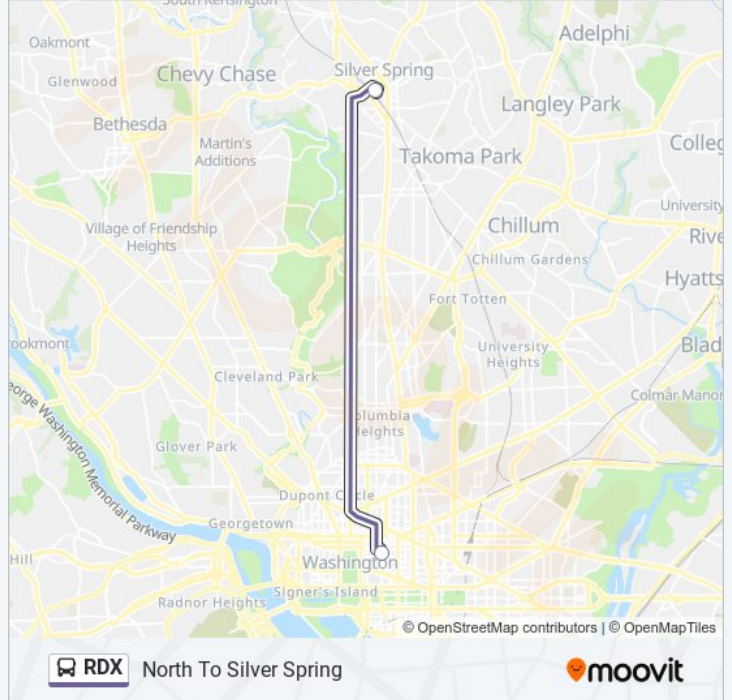 South Kensington
Oakmont
Adelphi
Silver Spring
Chevy Chase
Glenwood
Langley Park
Bethesda
Martin's
Additions
Colleg
Takoma Park
University
Village of Friendship
Heights
Chillum
Rive
Chillum Gardens
Hyatts
Fort Totten
ookmont
University
Heights
Blad
Cleveland Park
Colmar Manor
eorge Washington Memorial Parkway
olumbia
eights
Glover Park
Dupont Circle
Georgetown
Hill
Washington
Signer's Island
Radnor Heights
© OpenStreetMap contributors | © OpenMapTiles
RDX North To Silver Spring
moovit